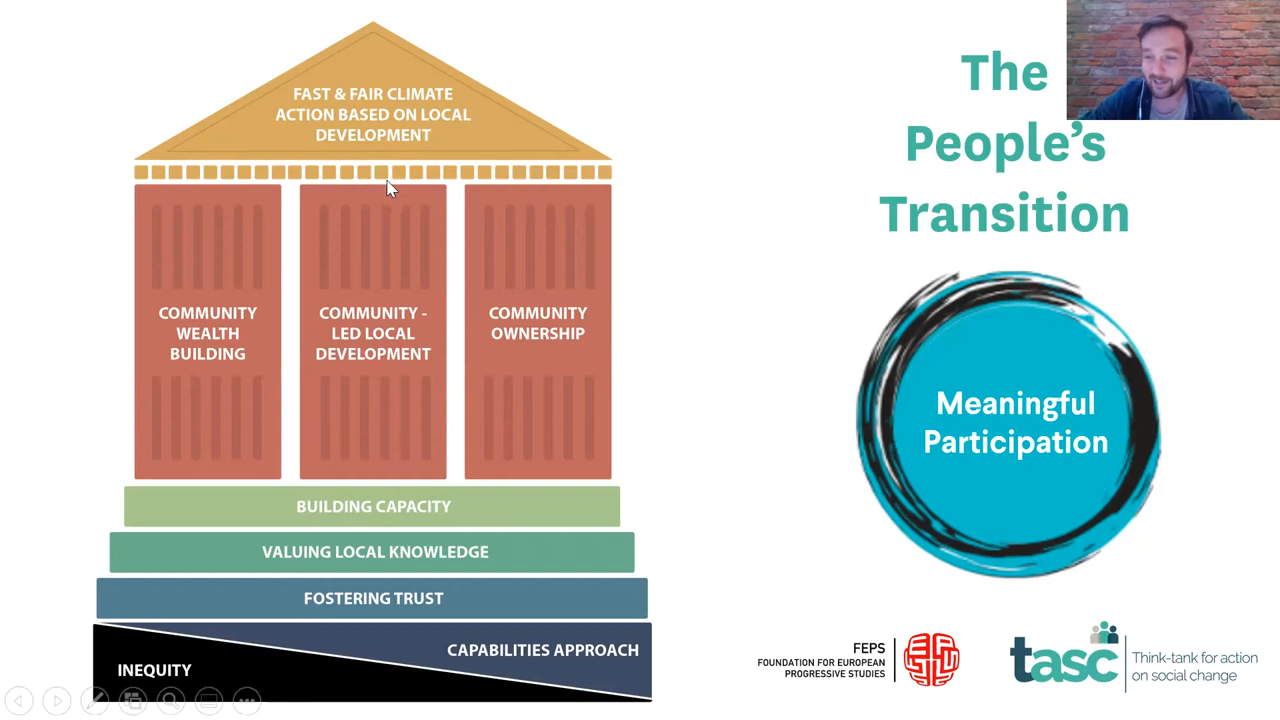 FAST & FAIR CLIMATE
ACTION BASED ON LOCAL
DEVELOPMENT
COMMUNITY
WEALTH
BUILDING
COMMUNITY -
LED LOCAL
DEVELOPMENT
COMMUNITY
OWNERSHIP
BUILDING CAPACITY
VALUING LOCAL KNOWLEDGE
FOSTERING TRUST
CAPABILITIES APPROACH
INEQUITY
The
People's
Transition
Meaningful
Participation
FEPS
FOUNDATION FOR EUROPEAN
PROGRESSIVE STUDIES
tasc
Think-tank for action
on social change